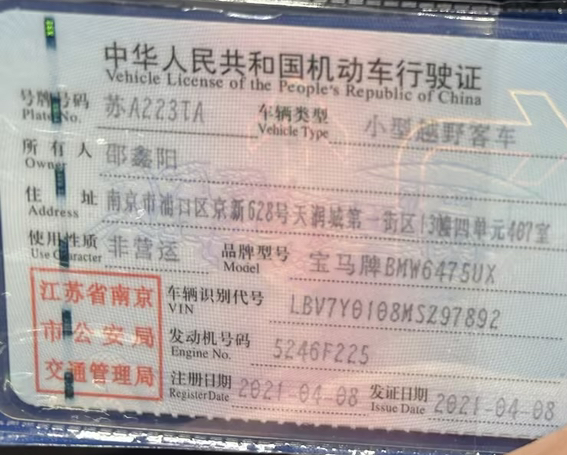 中华人民共和国机动车行驶证
Vehicle License of the People's Republic of China
号牌号码 苏A223TA 车辆类型 小型越野客车
Plate No. Vehicle Type
所有人 邵鑫阳
Owner
住址 南京市浦口区京新628号天润城第一街区13幢四单元407室
Address
使用性质 非营运 品牌型号 宝马牌BMW6475UX
Use Character Model
江苏省南京
市公安局
交通管理局
车辆识别代号 LBV7Y0108MSZ97892
VIN
发动机号码 5246F225
Engine No.
注册日期 2021-04-08 发证日期 2021-04-08
Register Date Issue Date